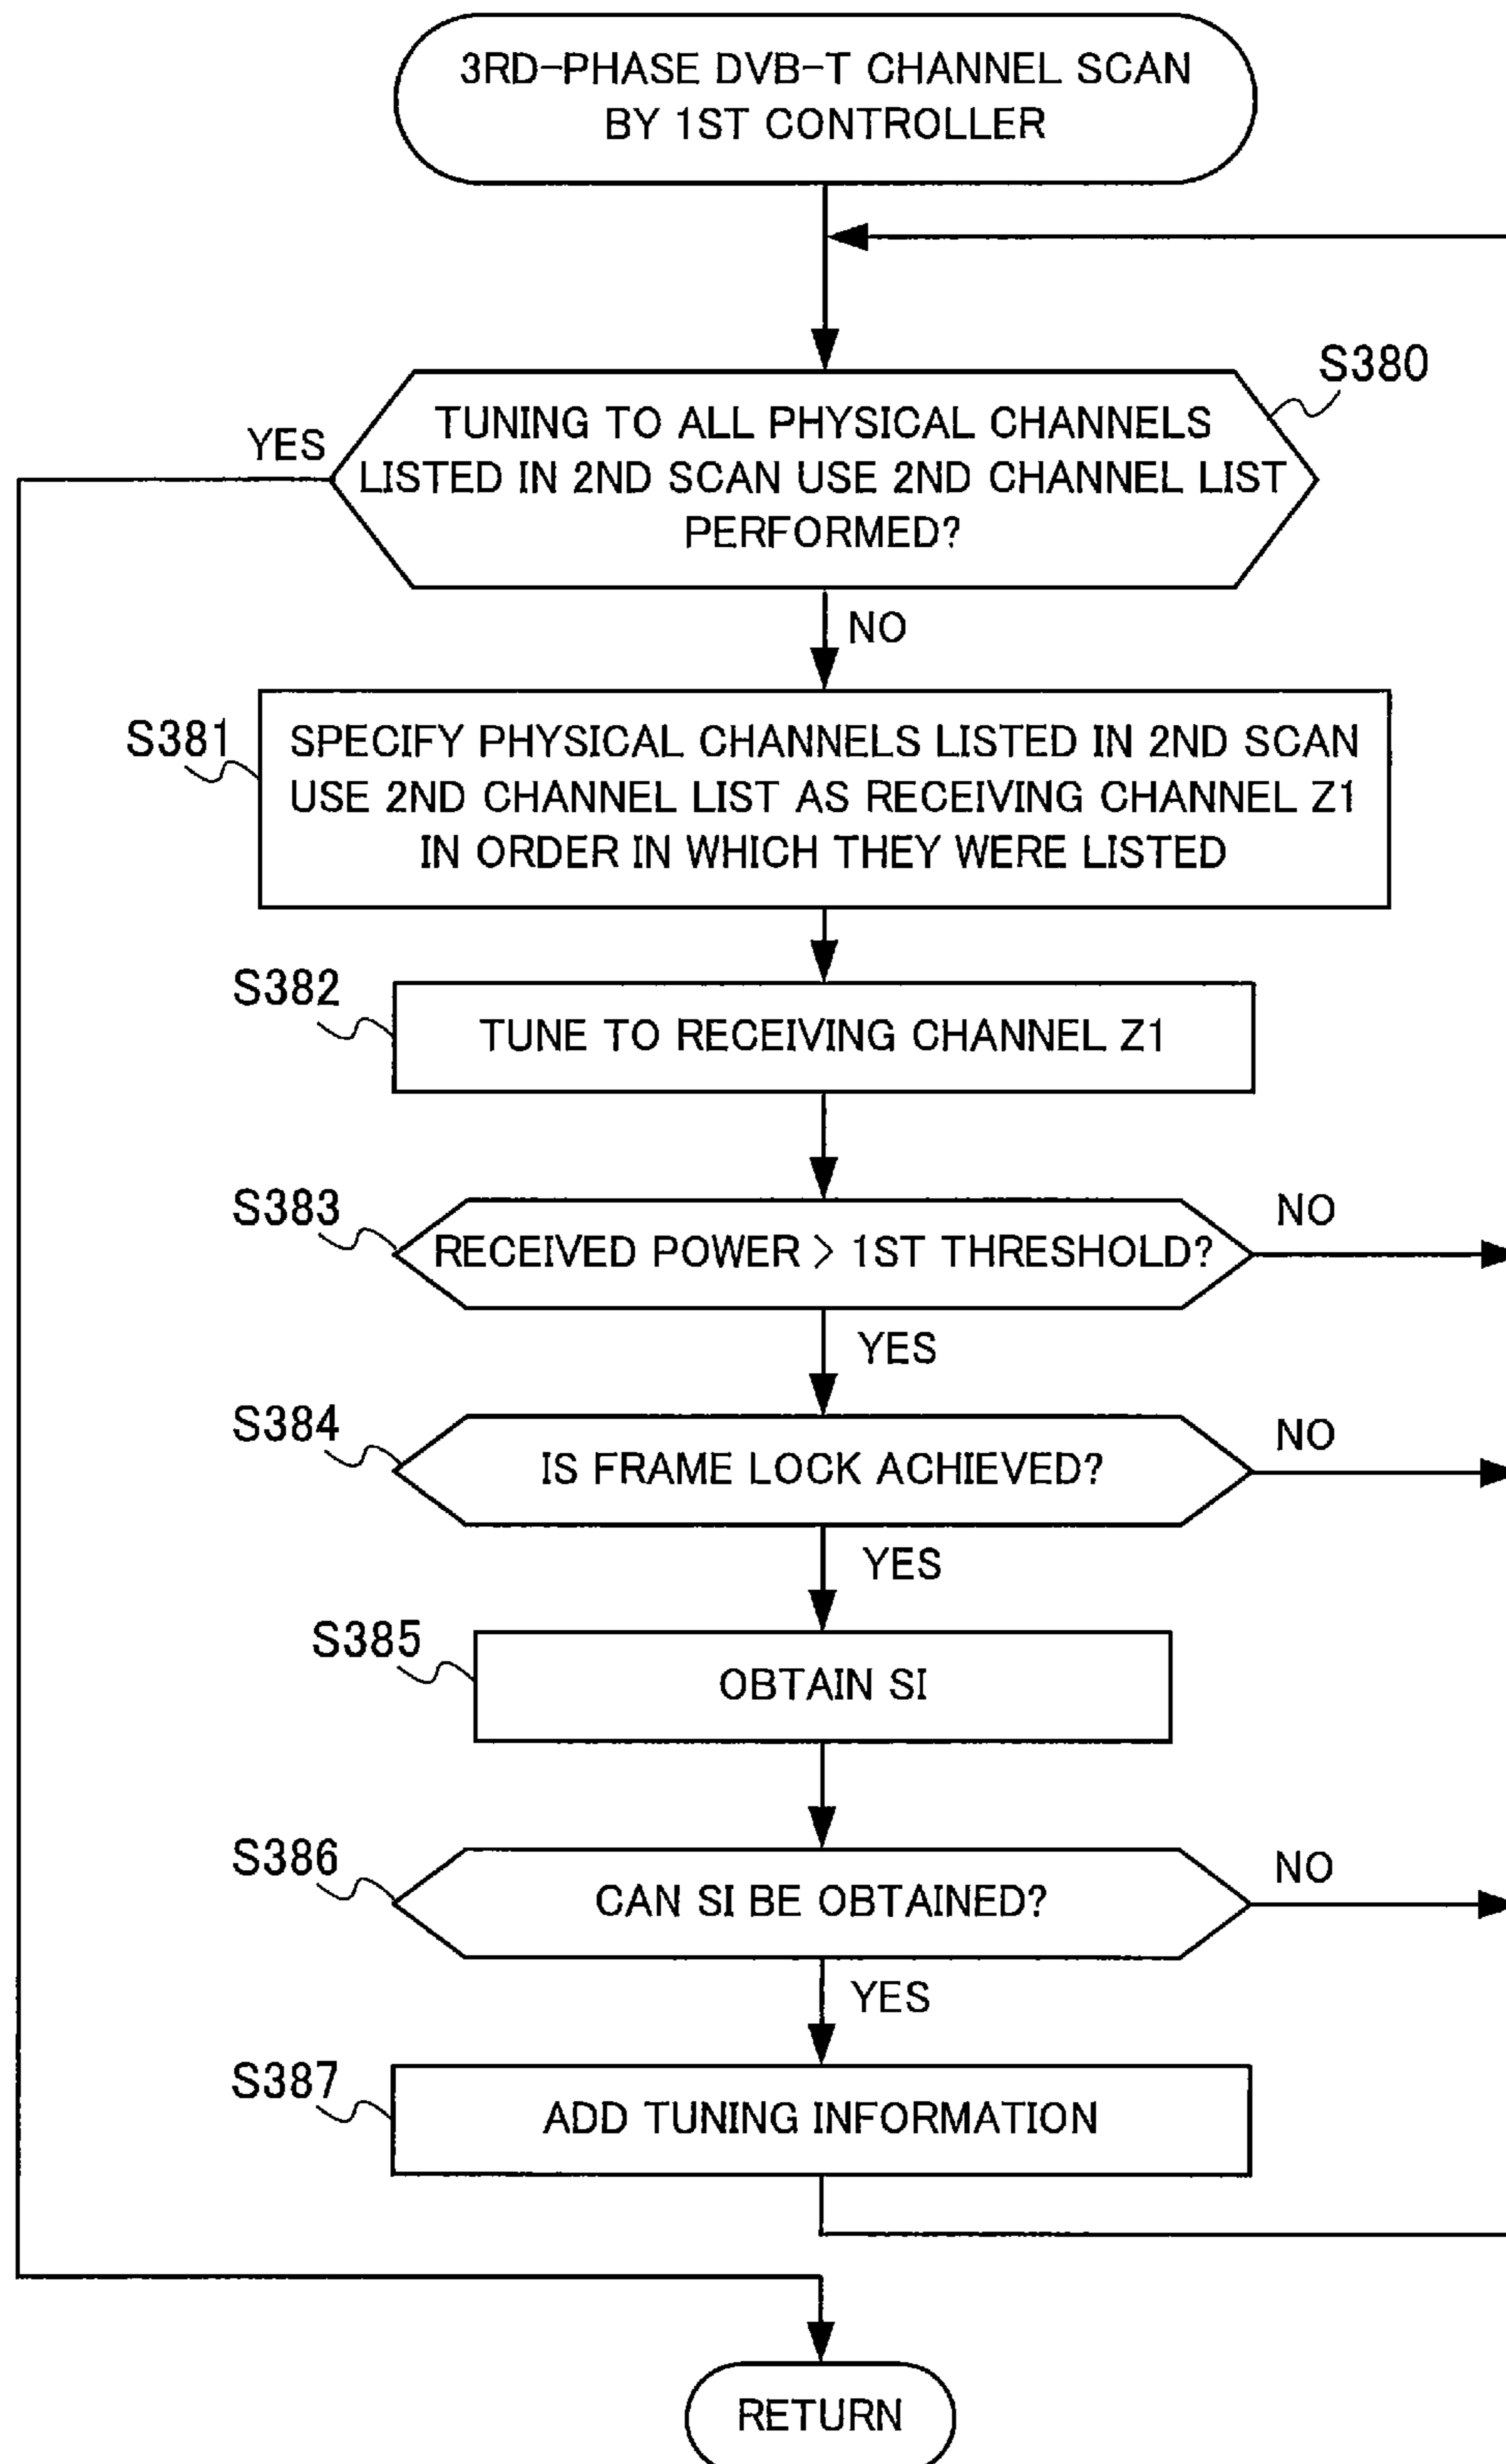 3RD-PHASE DVB-T CHANNEL SCAN
BY 1ST CONTROLLER
S380
YES
TUNING TO ALL PHYSICAL CHANNELS
LISTED IN 2ND SCAN USE 2ND CHANNEL LIST
PERFORMED?
NO
S381
SPECIFY PHYSICAL CHANNELS LISTED IN 2ND SCAN
USE 2ND CHANNEL LIST AS RECEIVING CHANNEL Z1
IN ORDER IN WHICH THEY WERE LISTED
S382
TUNE TO RECEIVING CHANNEL Z1
S383
NO
RECEIVED POWER > 1ST THRESHOLD?
YES
S384
NO
IS FRAME LOCK ACHIEVED?
YES
S385
OBTAIN SI
S386
NO
CAN SI BE OBTAINED?
YES
S387
ADD TUNING INFORMATION
RETURN